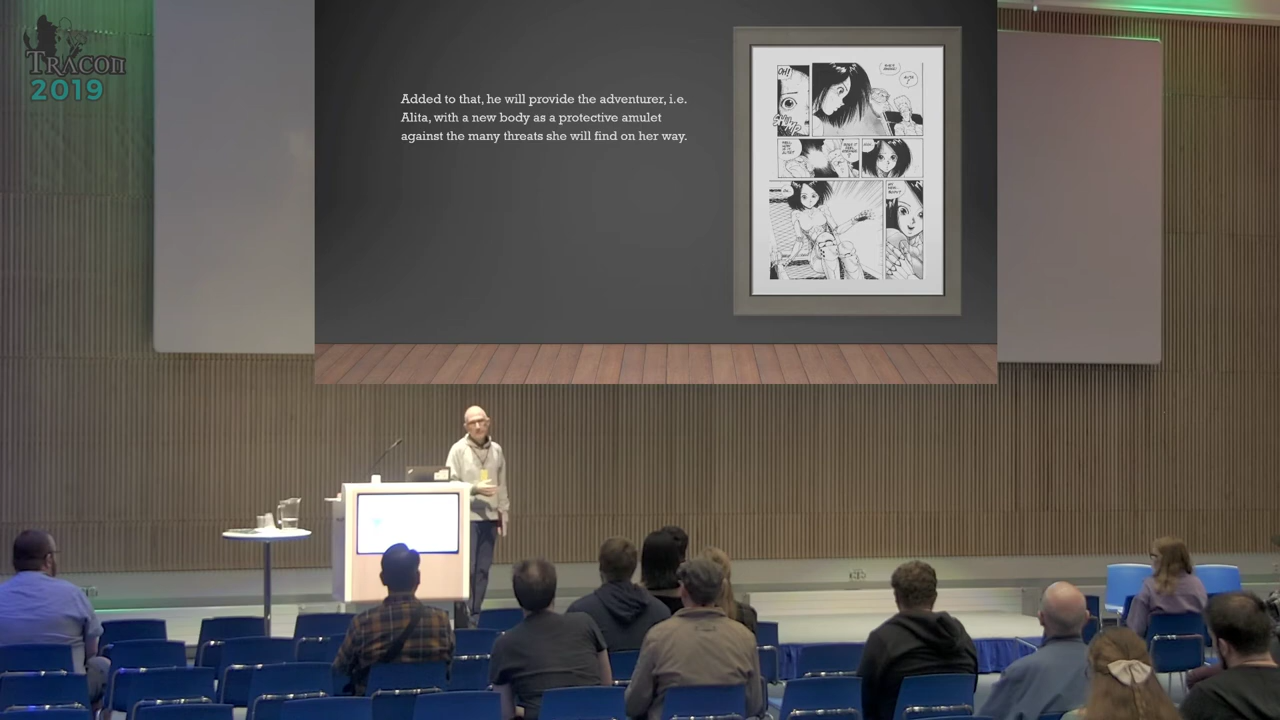 TRACON
2019
Added to that, he will provide the adventurer, i.e.
Alita, with a new body as a protective amulet
against the many threats she will find on her way.
OH!